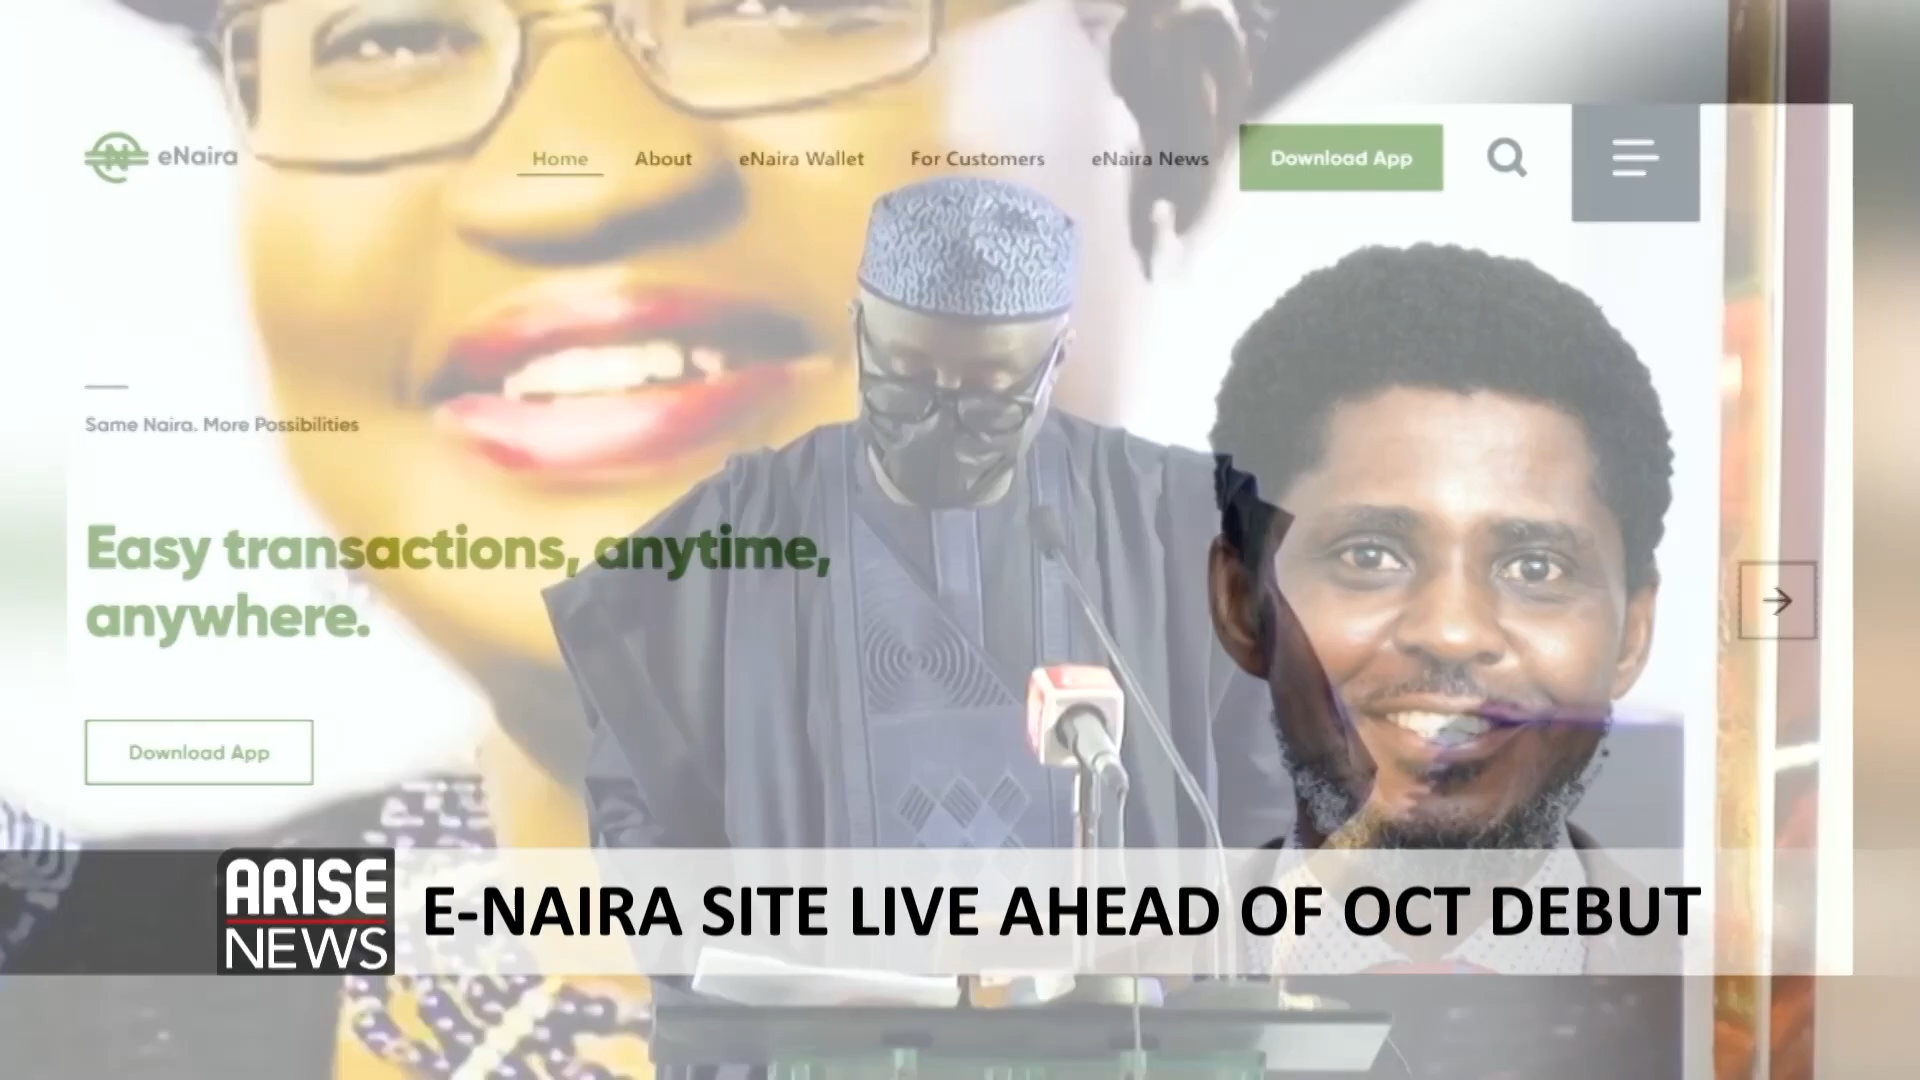 eNaira
Home About eNaira Wallet For Customers eNaira News Download App
Same Naira. More Possibilities
Easy transactions, anytime,
anywhere.
Download App
ARISE
NEWS
E-NAIRA SITE LIVE AHEAD OF OCT DEBUT